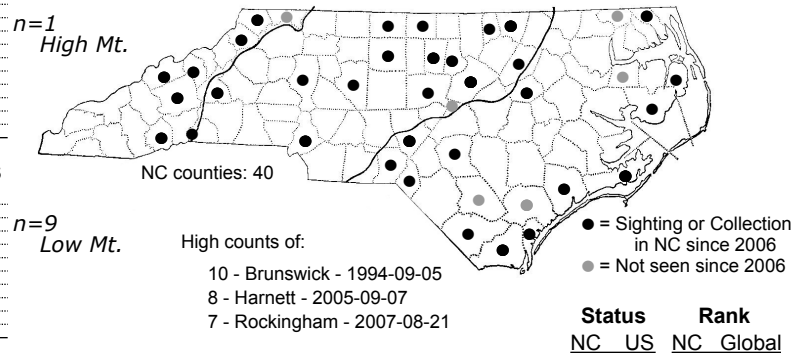 n=1
High Mt.
NC counties: 40
n=9
Low Mt.
High counts of:
10 - Brunswick - 1994-09-05
8 - Harnett - 2005-09-07
7 - Rockingham - 2007-08-21
= Sighting or Collection
in NC since 2006
= Not seen since 2006
Status Rank
NC US NC Global